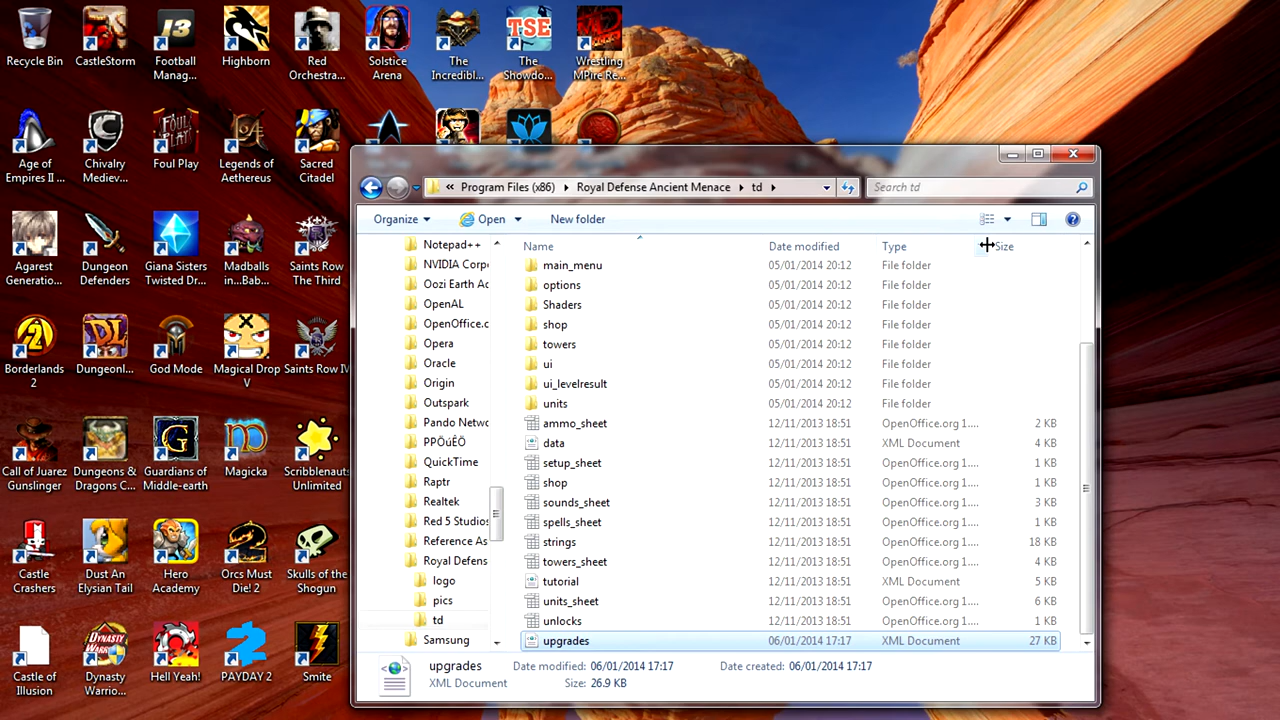 Recycle Bin
CastleStorm
Football Manag...
Highborn
Red Orchestra...
Solstice Arena
The Incredibl...
The Showdo...
Wrestling MPire Re...
Age of Empires II ...
Chivalry Mediev...
Foul Play
Legends of Aethereus
Sacred Citadel
Agarest Generatio...
Dungeon Defenders
Giana Sisters Twisted Dr...
Madballs in...Bab...
Saints Row The Third
Borderlands 2
Dungeonl...
God Mode
Magical Drop V
Saints Row IV
Call of Juarez Gunslinger
Dungeons & Dragons C...
Guardians of Middle-earth
Magicka
Scribblenauts Unlimited
Castle Crashers
Dust An Elysian Tail
Hero Academy
Orcs Must Die! 2
Skulls of the Shogun
Castle of Illusion
Dynasty Warrio...
Hell Yeah!
PAYDAY 2
Smite
13
TSE
FOUL PLAY
DL
« Program Files (x86) Royal Defense Ancient Menace td
Search td
Organize Open New folder
Notepad++
NVIDIA Corp
Oozi Earth Ac
OpenAL
OpenOffice.c
Opera
Oracle
Origin
Outspark
Pando Netwo
PPÖúÊÖ
QuickTime
Raptr
Realtek
Red 5 Studios
Reference As
Royal Defens
logo
pics
td
Samsung
Name Date modified Type Size
main_menu 05/01/2014 20:12 File folder
options 05/01/2014 20:12 File folder
Shaders 05/01/2014 20:12 File folder
shop 05/01/2014 20:12 File folder
towers 05/01/2014 20:12 File folder
ui 05/01/2014 20:12 File folder
ui_levelresult 05/01/2014 20:12 File folder
units 05/01/2014 20:12 File folder
ammo_sheet 12/11/2013 18:51 OpenOffice.org 1.... 2 KB
data 12/11/2013 18:51 XML Document 4 KB
setup_sheet 12/11/2013 18:51 OpenOffice.org 1.... 1 KB
shop 12/11/2013 18:51 OpenOffice.org 1.... 1 KB
sounds_sheet 12/11/2013 18:51 OpenOffice.org 1.... 3 KB
spells_sheet 12/11/2013 18:51 OpenOffice.org 1.... 1 KB
strings 12/11/2013 18:51 OpenOffice.org 1.... 18 KB
towers_sheet 12/11/2013 18:51 OpenOffice.org 1.... 4 KB
tutorial 12/11/2013 18:51 XML Document 5 KB
units_sheet 12/11/2013 18:51 OpenOffice.org 1.... 6 KB
unlocks 12/11/2013 18:51 OpenOffice.org 1.... 1 KB
upgrades 06/01/2014 17:17 XML Document 27 KB
upgrades Date modified: 06/01/2014 17:17 Date created: 06/01/2014 17:17
XML Document Size: 26.9 KB